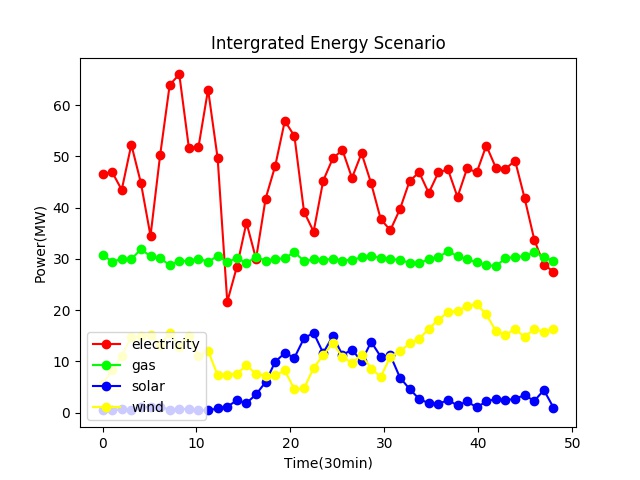 Intergrated Energy Scenario
Power(MW)
60
50
40
30
20
10
0
electricity
gas
solar
wind
0 10 20 30 40 50
Time(30min)